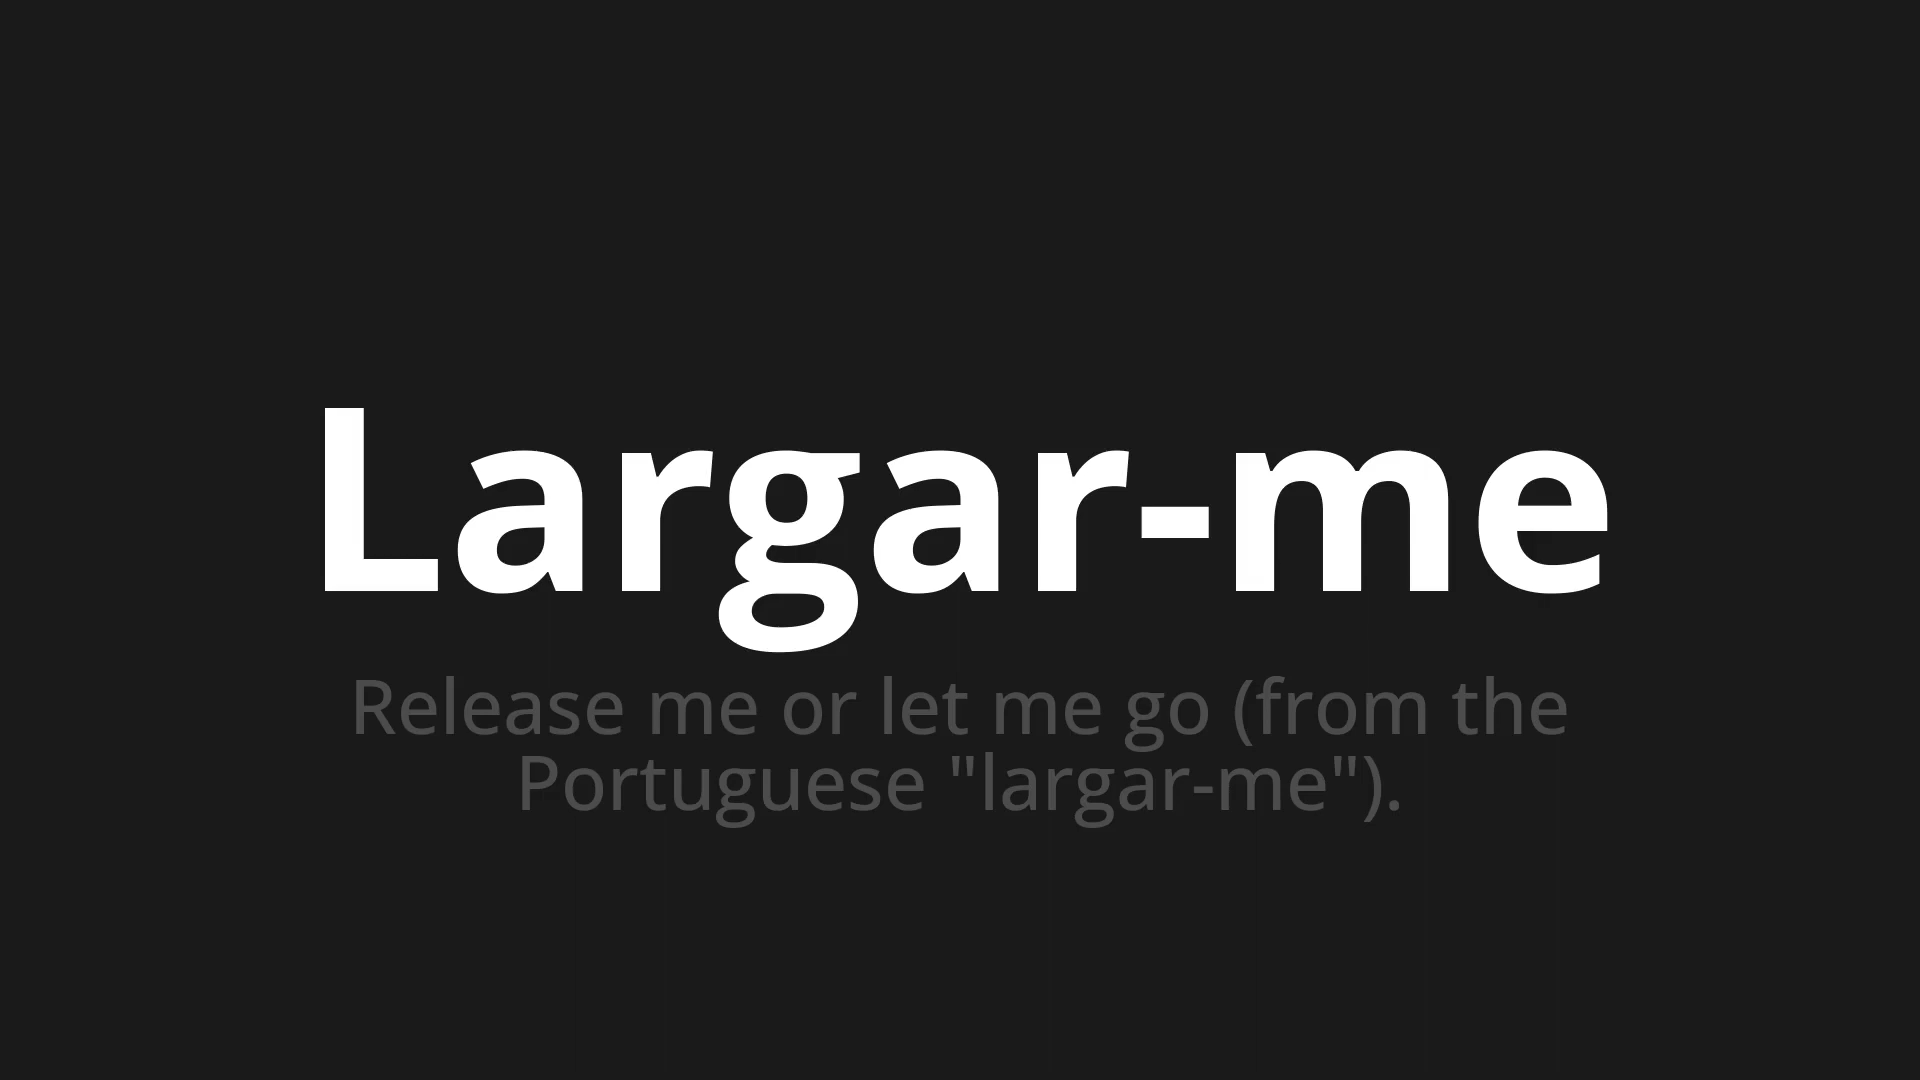 Largar-me
Release me or let me go (from the
Portuguese "largar-me").